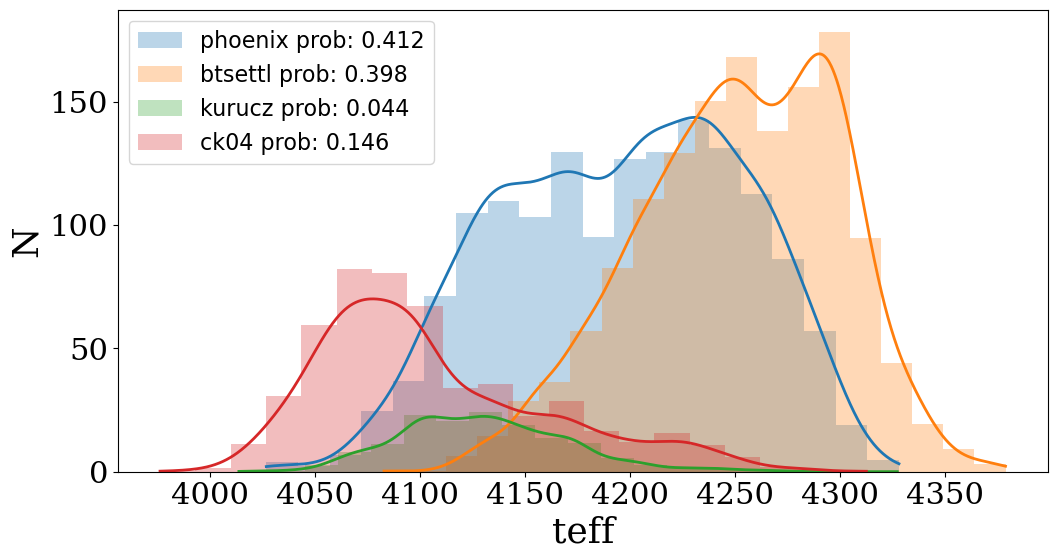 phoenix prob: 0.412
btsettl prob: 0.398
kurucz prob: 0.044
ck04 prob: 0.146
N
150
100
50
0
4000 4050 4100 4150 4200 4250 4300 4350
teff